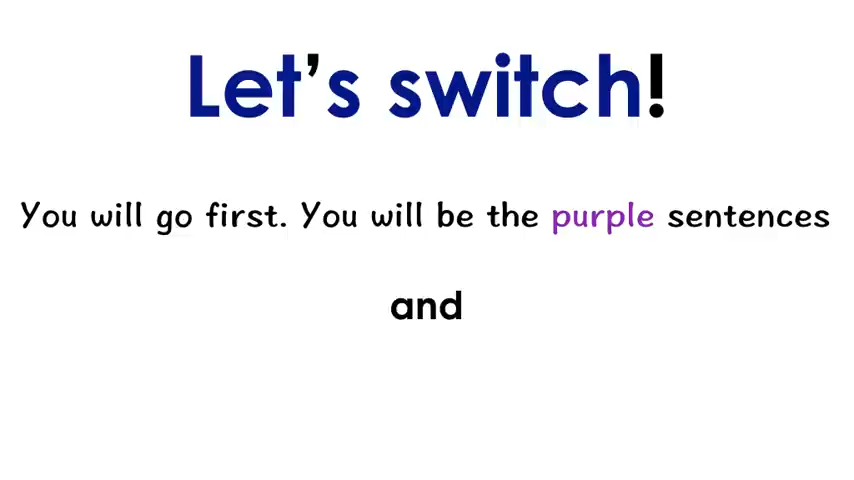 Let’s switch!
You will go first. You will be the purple sentences
and